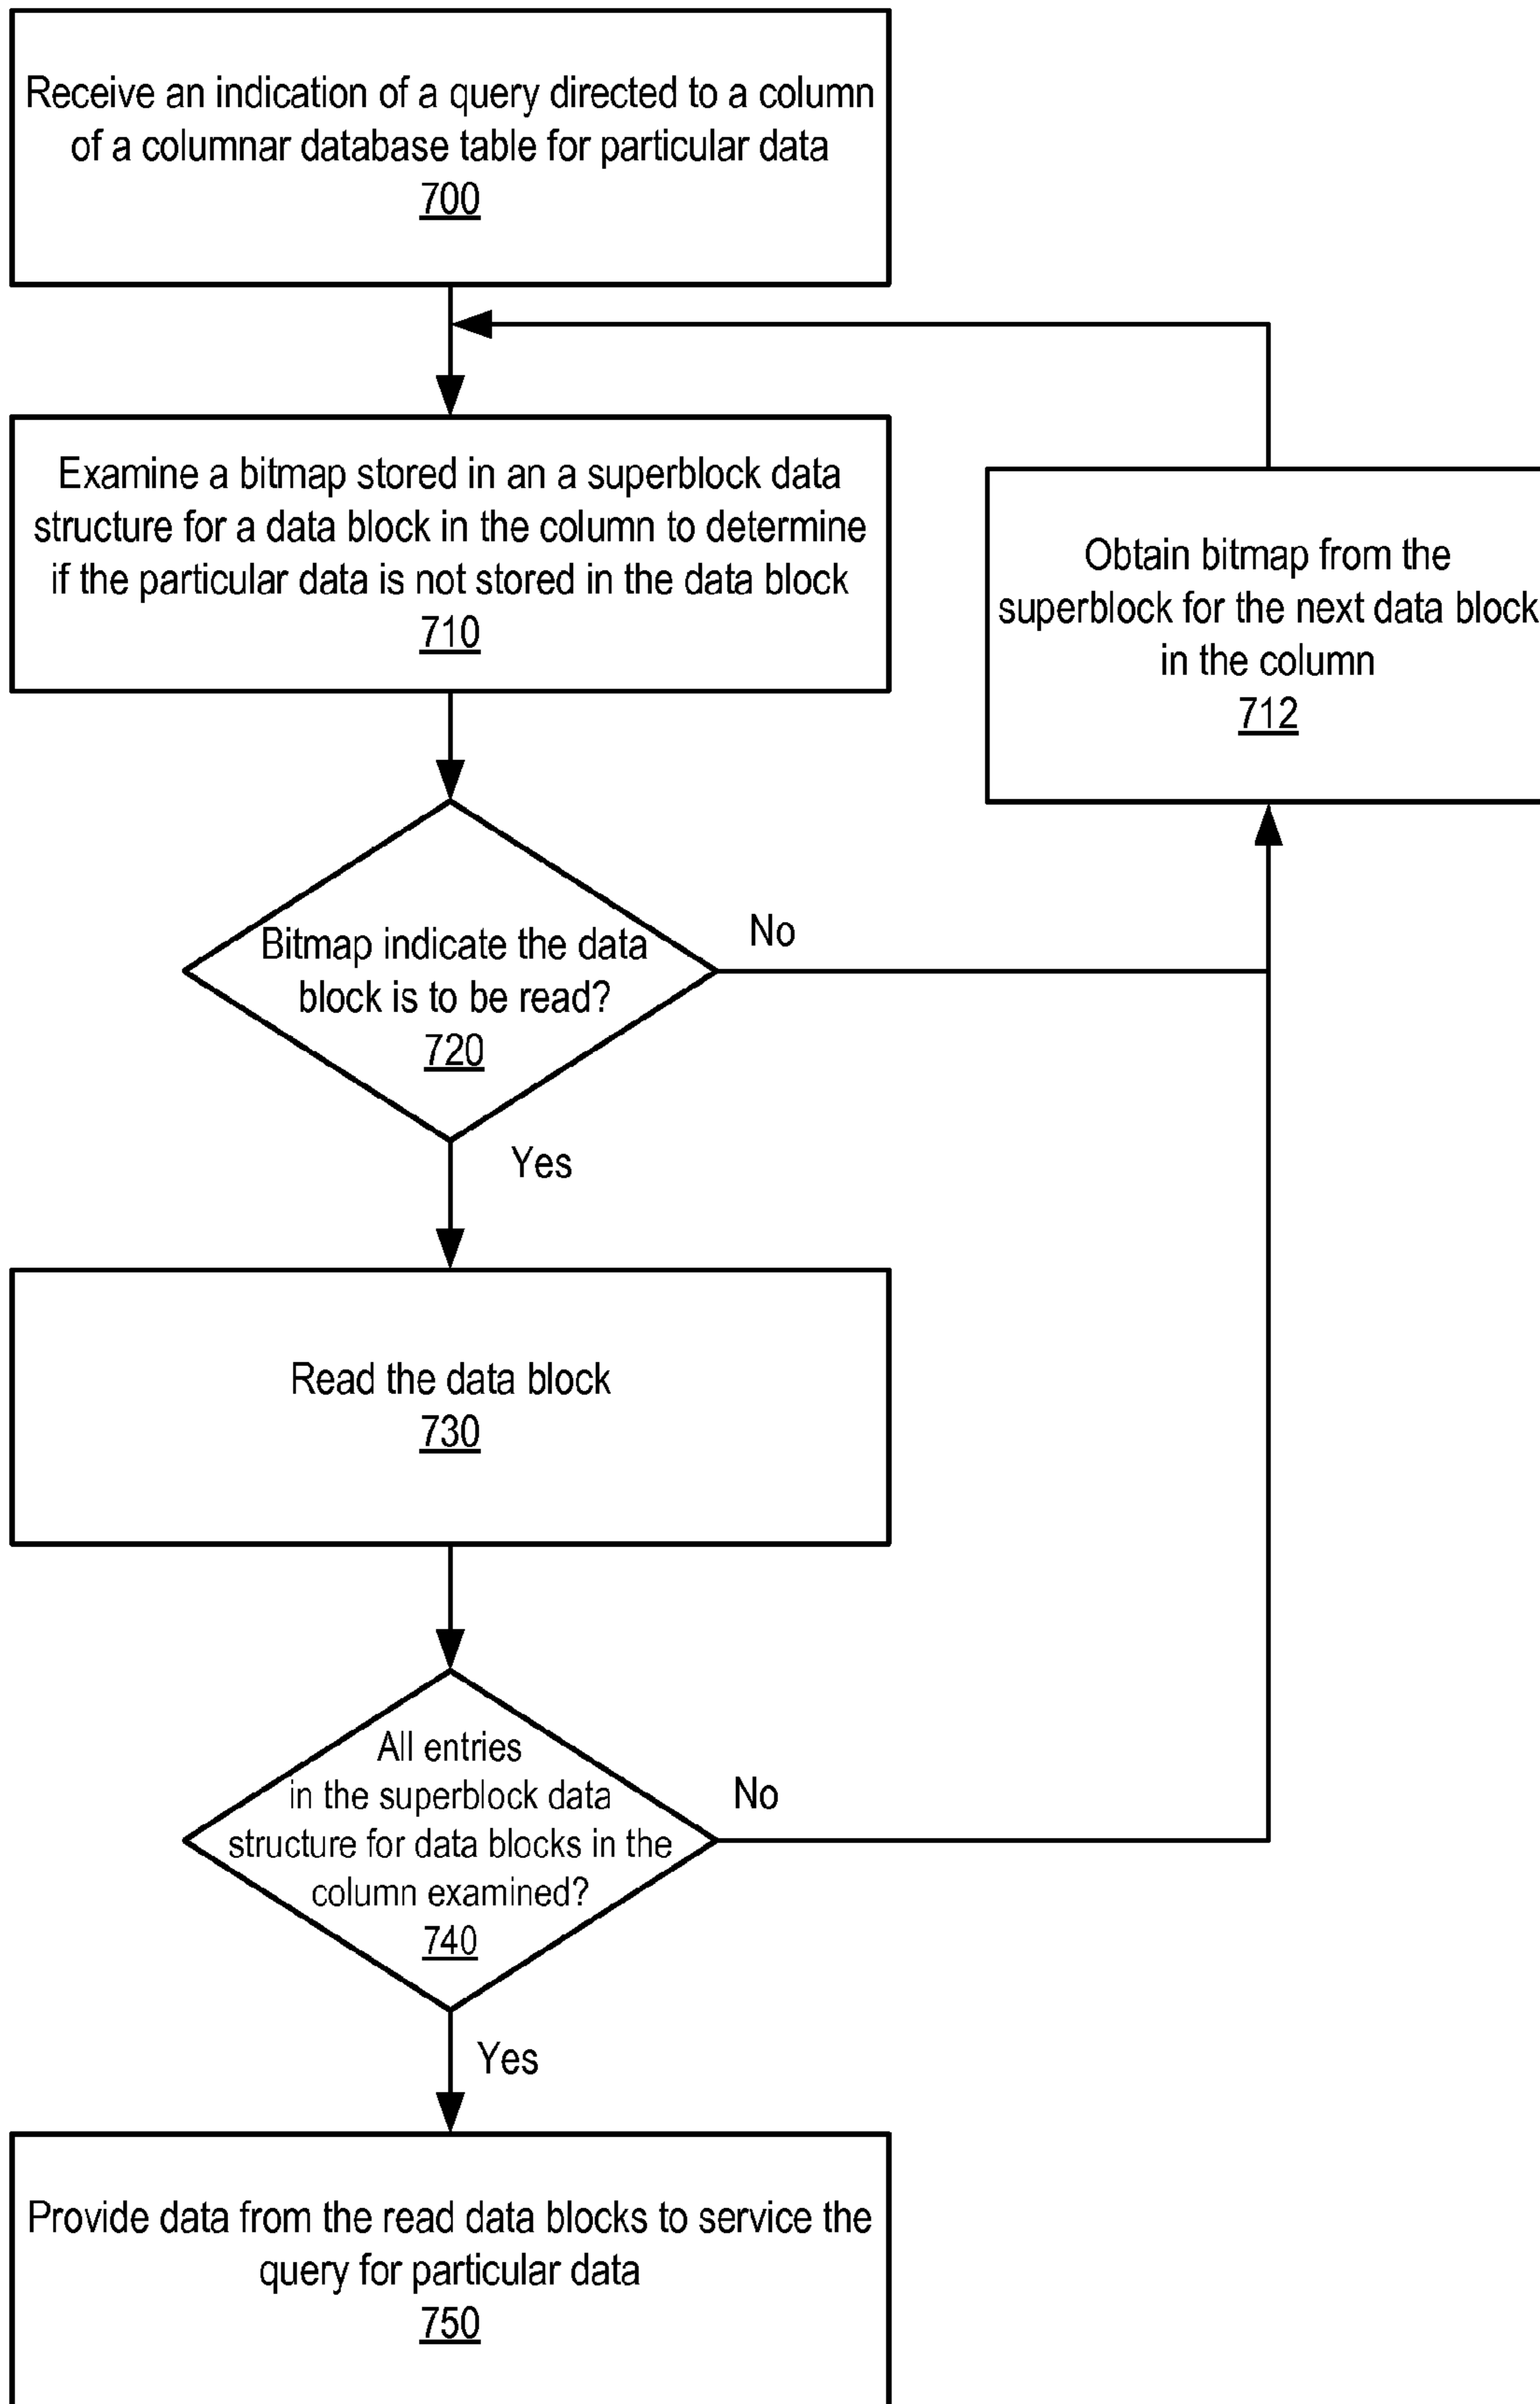 Receive an indication of a query directed to a column
of a columnar database table for particular data
700
Examine a bitmap stored in an a superblock data
structure for a data block in the column to determine
if the particular data is not stored in the data block
710
Obtain bitmap from the
superblock for the next data block
in the column
712
Bitmap indicate the data
block is to be read?
720
No
Yes
Read the data block
730
All entries
in the superblock data
structure for data blocks in the
column examined?
740
No
Yes
Provide data from the read data blocks to service the
query for particular data
750